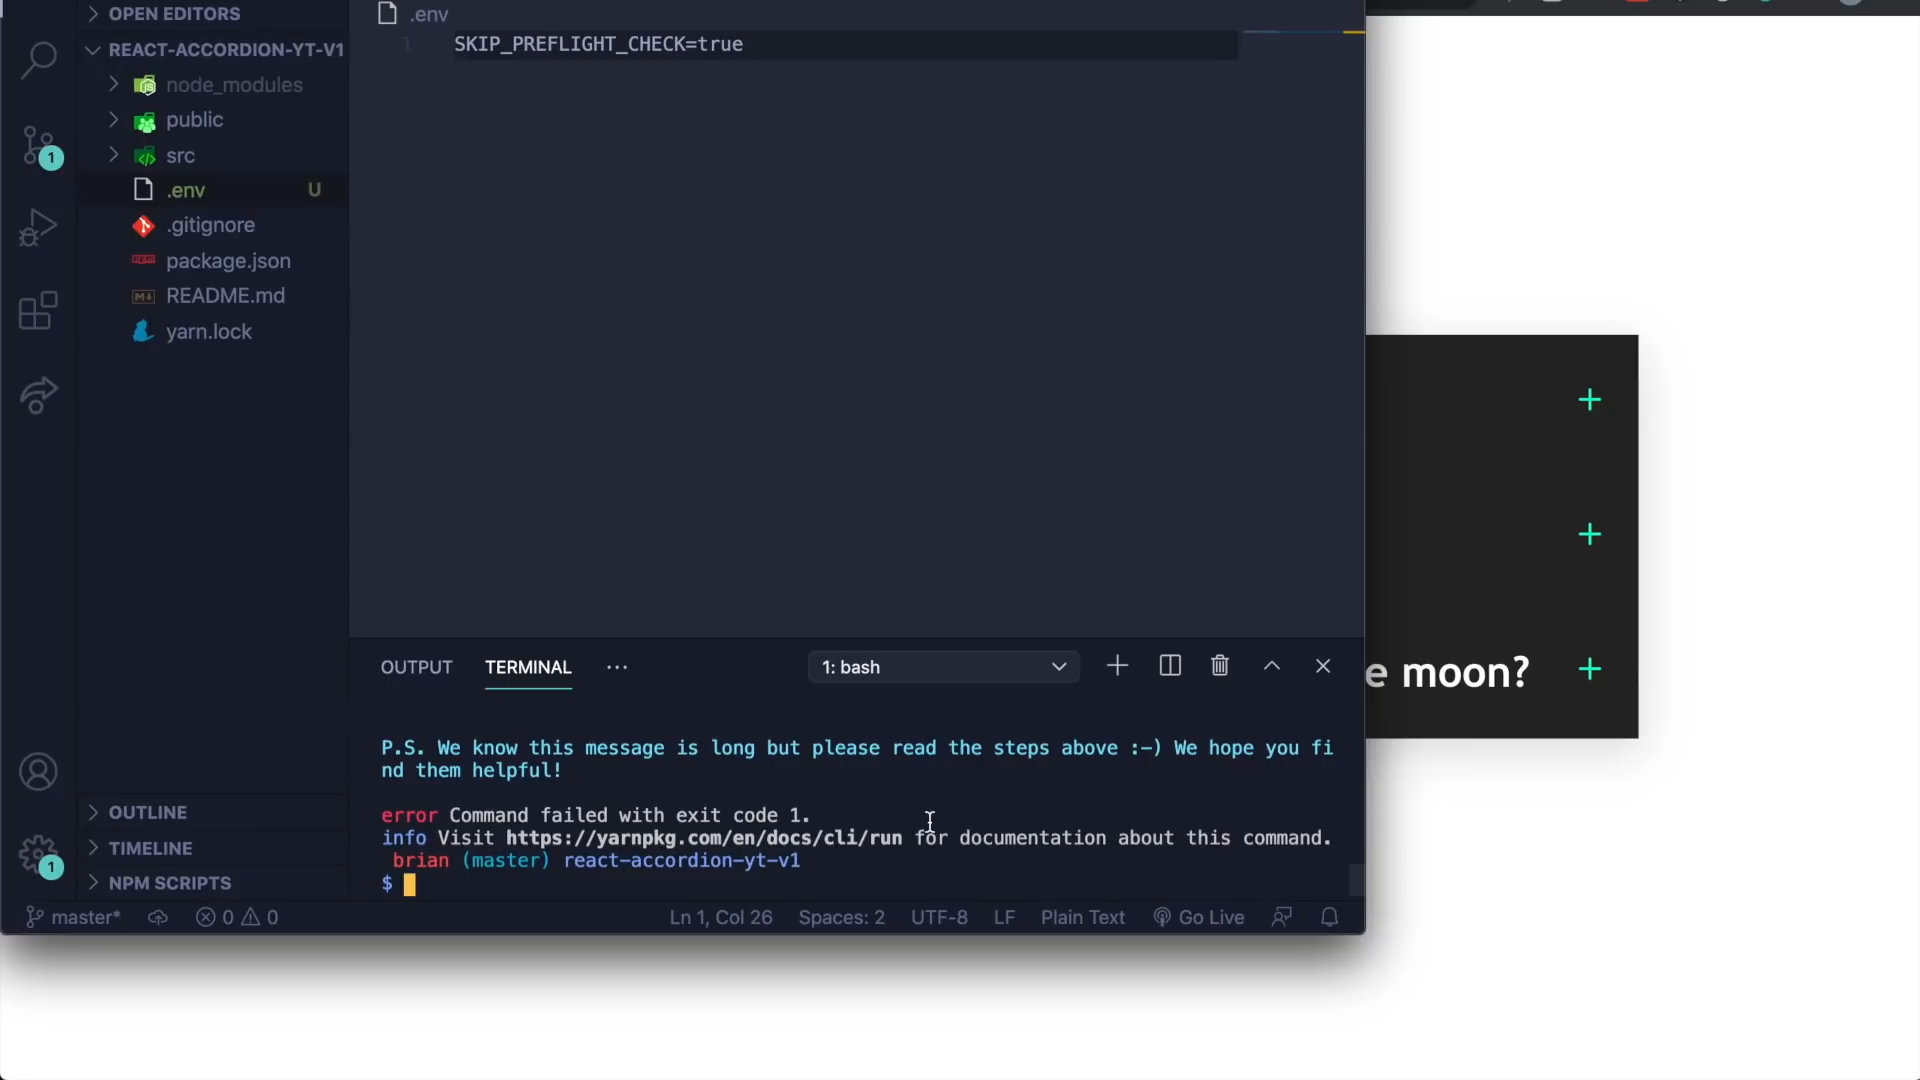 OPEN EDITORS
.env
REACT-ACCORDION-YT-V1
1 SKIP_PREFLIGHT_CHECK=true
node_modules
public
1
src
.env U
.gitignore
package.json
README.md
yarn.lock
OUTPUT TERMINAL ··· 1: bash
e moon? +
+
+
P.S. We know this message is long but please read the steps above :-) We hope you fi
nd them helpful!
error Command failed with exit code 1.
info Visit https://yarnpkg.com/en/docs/cli/run for documentation about this command.
brian (master) react-accordion-yt-v1
$
OUTLINE
TIMELINE
1
NPM SCRIPTS
master* 0 0 Ln 1, Col 26 Spaces: 2 UTF-8 LF Plain Text Go Live